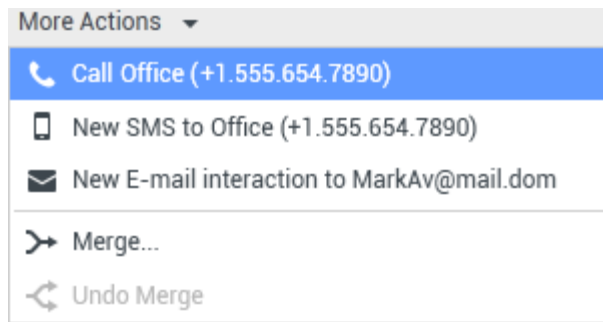 More Actions
Call Office (+1.555.654.7890)
New SMS to Office (+1.555.654.7890)
New E-mail interaction to MarkAv@mail.dom
Merge...
Undo Merge